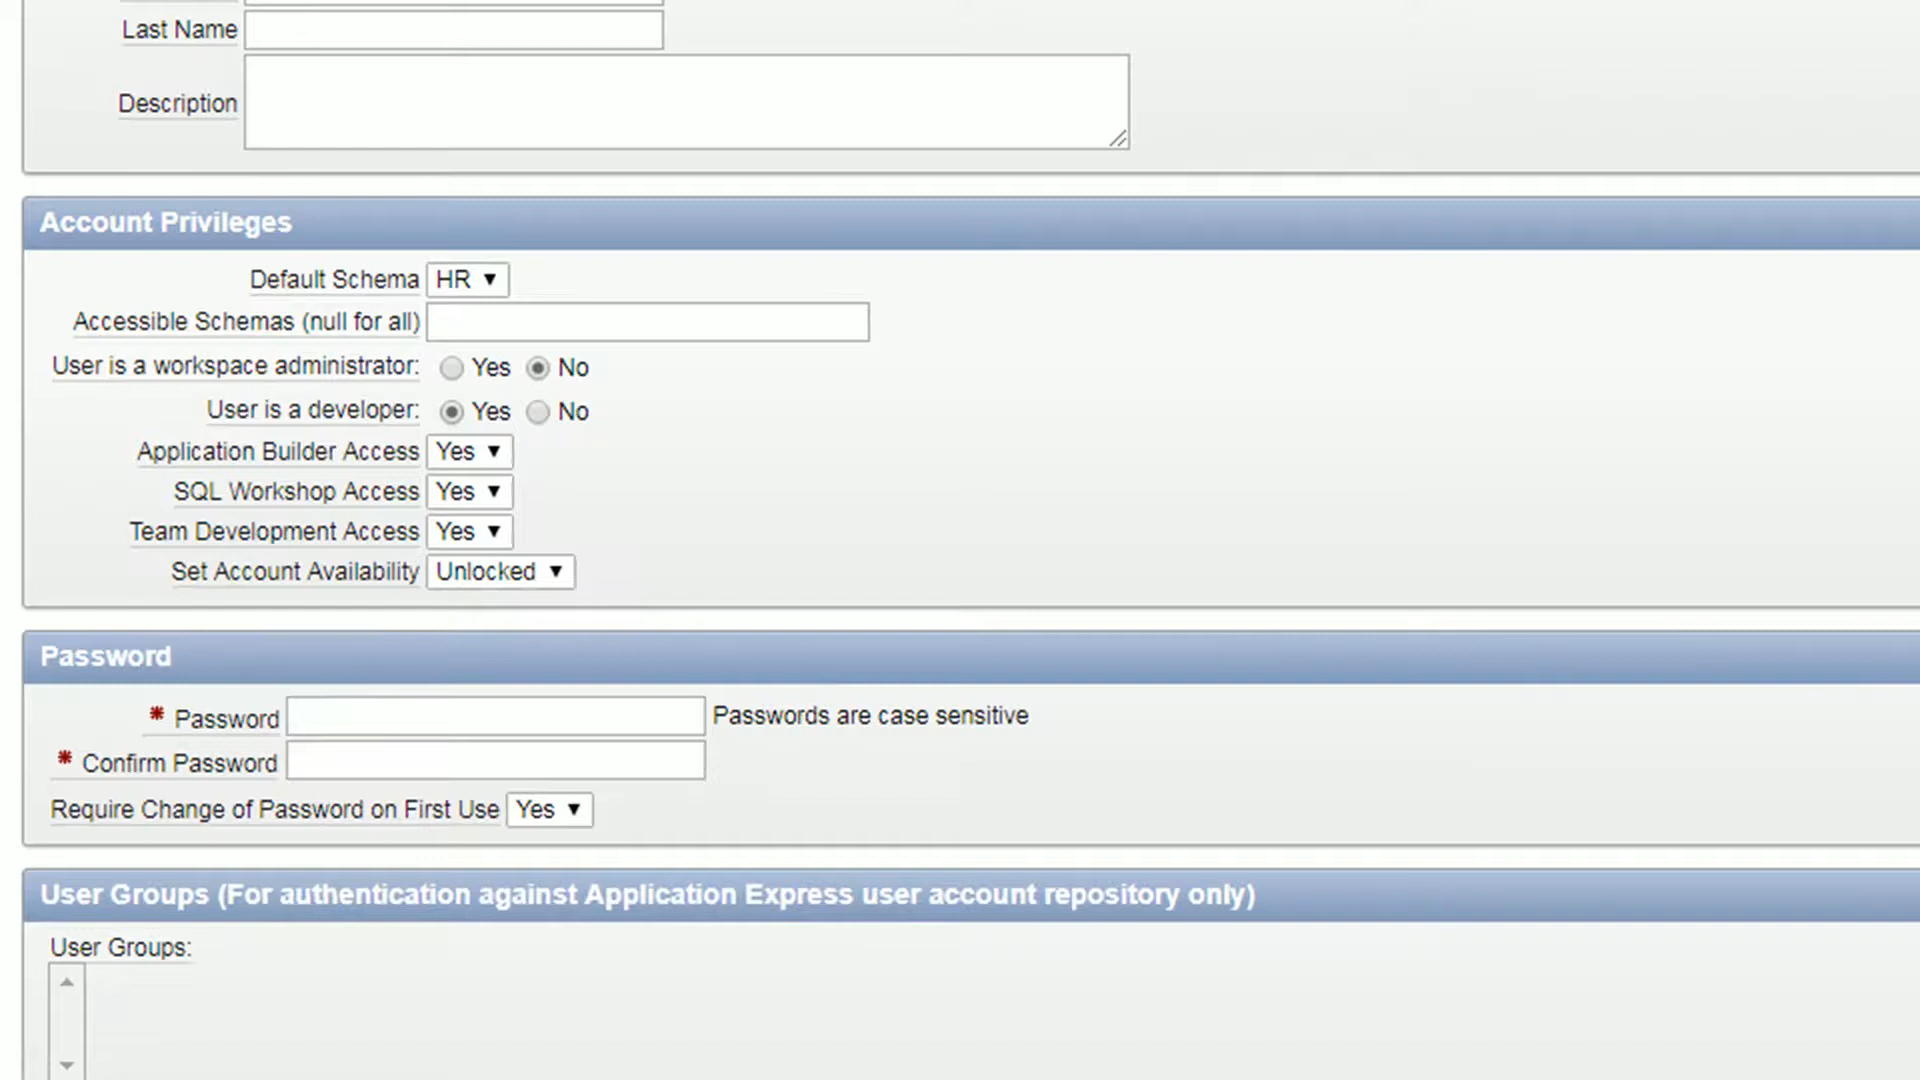 Last Name
Description
Account Privileges
Default Schema HR
Accessible Schemas (null for all)
User is a workspace administrator: Yes No
User is a developer: Yes No
Application Builder Access Yes
SQL Workshop Access Yes
Team Development Access Yes
Set Account Availability Unlocked
Password
* Password Passwords are case sensitive
* Confirm Password
Require Change of Password on First Use Yes
User Groups (For authentication against Application Express user account repository only)
User Groups: